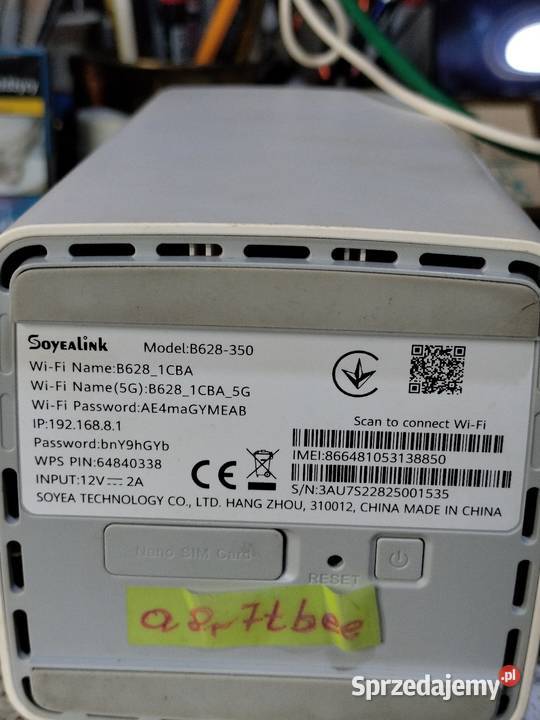 SOYEALINK Model:B628-350
Wi-Fi Name:B628_1CBA
Wi-Fi Name(5G):B628_1CBA_5G
Wi-Fi Password:AE4maGYMEAB
IP:192.168.8.1
Password:bnY9hGYb
WPS PIN:64840338
INPUT:12V⎓2A
CE
Scan to connect Wi-Fi
IMEI:866481053138850
S/N:3AU7S22825001535
SOYEA TECHNOLOGY CO., LTD. HANG ZHOU, 310012, CHINA MADE IN CHINA
Nano SIM Card
RESET
a8r7tbee
Sprzedajemy.pl